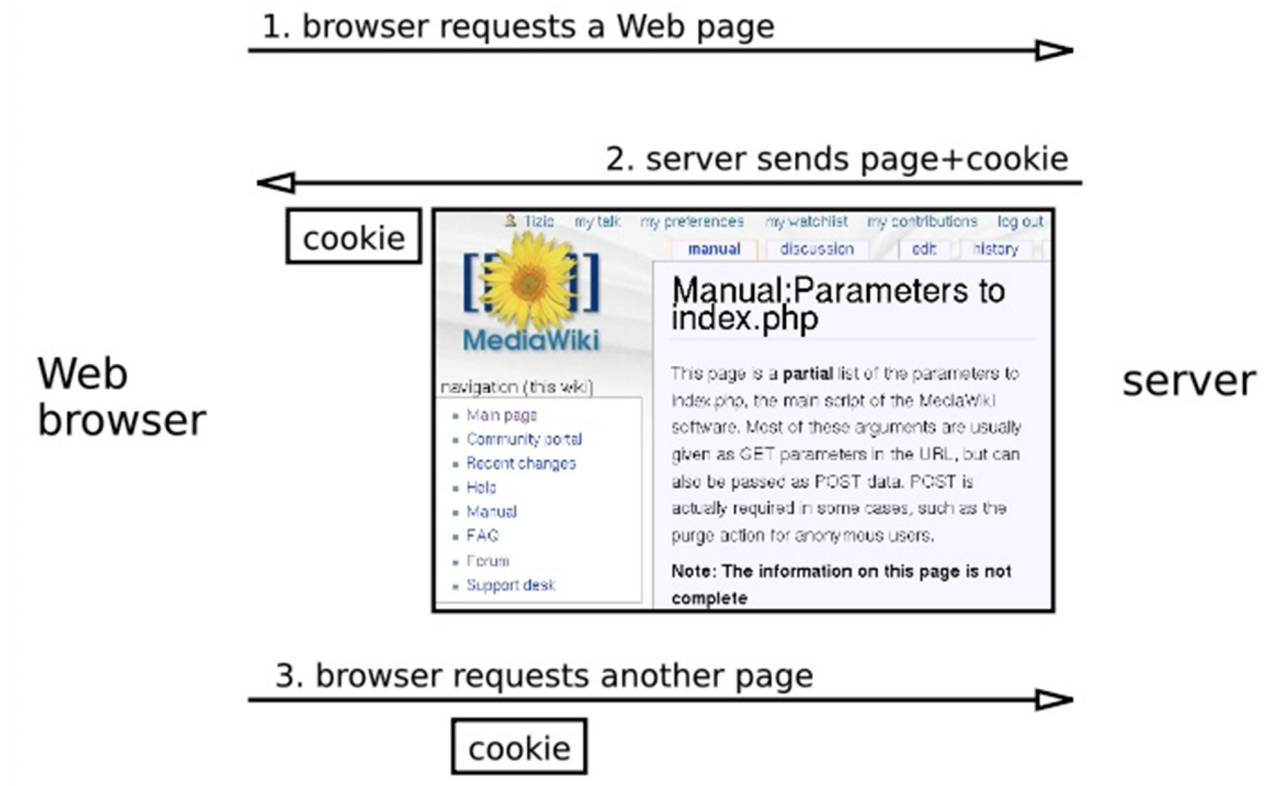 1. browser requests a Web page
2. server sends page+cookie
cookie
Tizio my talk my preferences my watchlist my contributions log out
manual discussion edit history
MediaWiki
Manual:Parameters to
index.php
navigation (this wiki)
Main page
Community portal
Recent changes
Help
Manual
FAQ
Forum
Support desk
This page is a partial list of the parameters to
index.php, the main script of the MediaWiki
software. Most of these arguments are usually
given as GET parameters in the URL, but can
also be passed as POST data. POST is
actually required in some cases, such as the
purge action for anonymous users.
Note: The information on this page is not
complete
Web
browser
server
3. browser requests another page
cookie